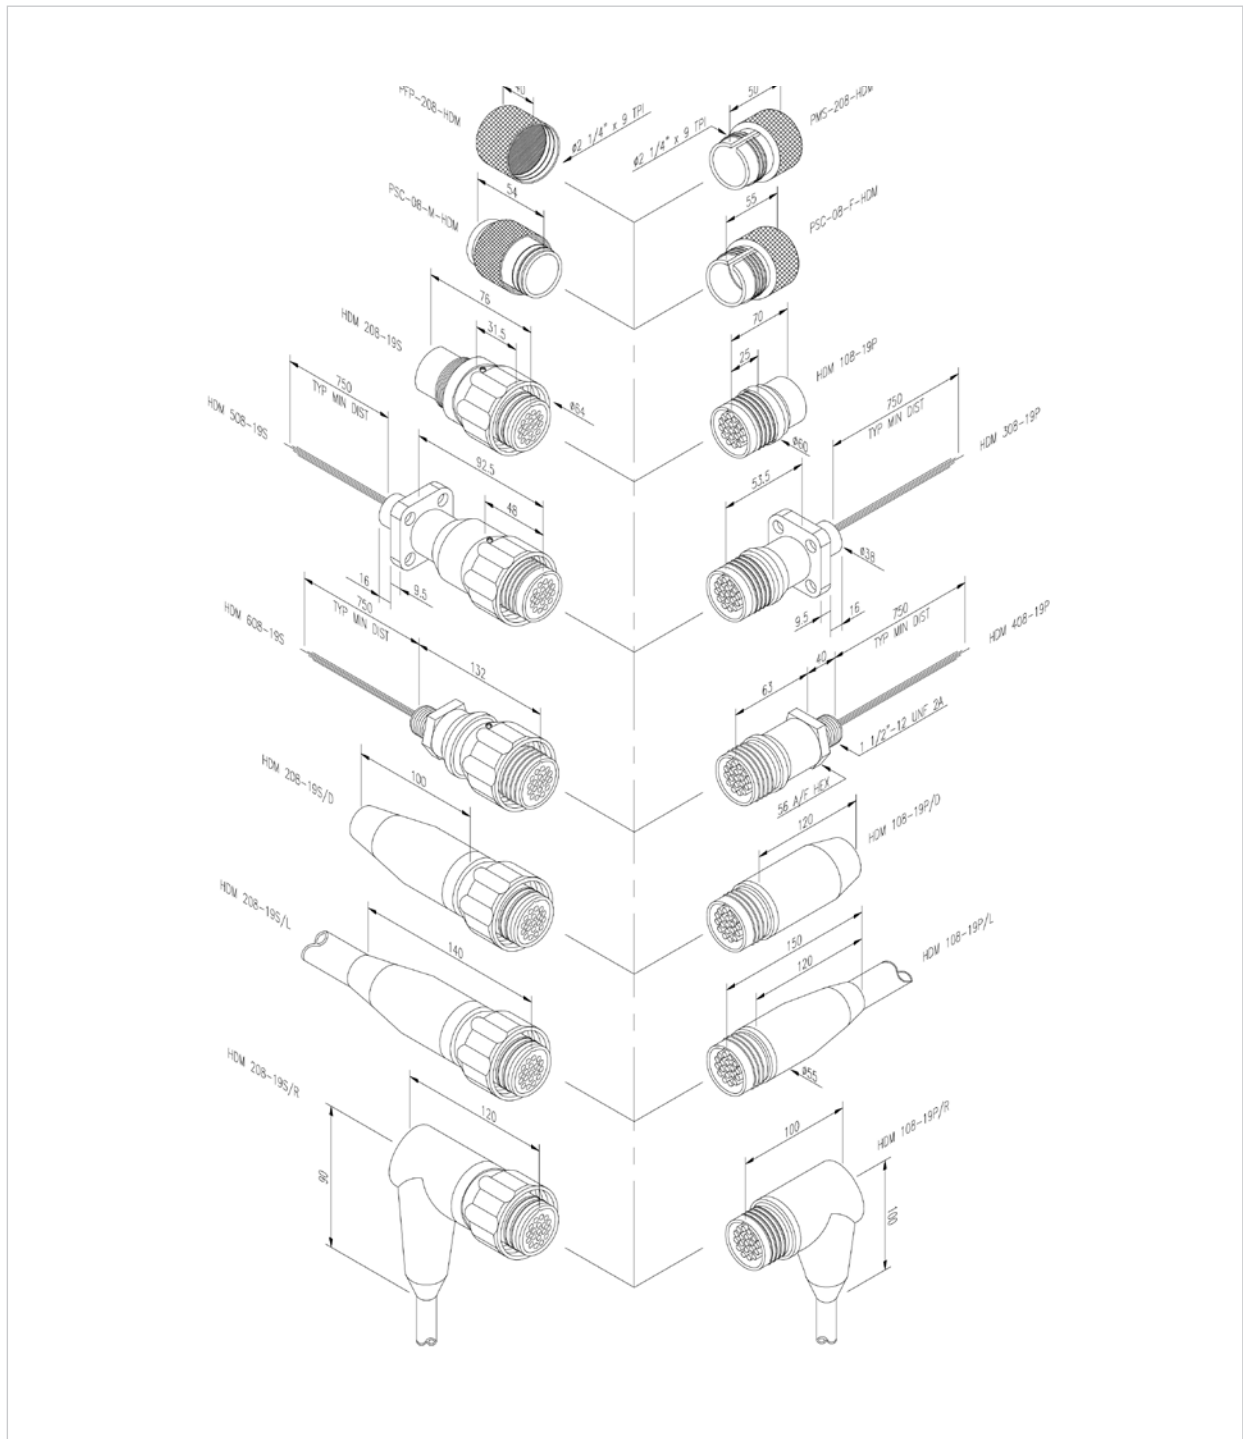 40
PFP-208-HDM
Ø2 1/4" x 9 TPI
50
PMS-208-HDM
Ø2 1/4" x 9 TPI
54
PSC-08-M-HDM
55
PSC-08-F-HDM
76
31.5
HDM 208-19S
Ø64
70
25
HDM 108-19P
Ø60
750
TYP MIN DIST
HDM 508-19S
92.5
48
16
9.5
750
TYP MIN DIST
HDM 308-19P
53.5
Ø38
9.5
16
750
TYP MIN DIST
HDM 608-19S
132
750
TYP MIN DIST
HDM 408-19P
40
63
1 1/2"-12 UNF 2A
56 A/F HEX
HDM 208-19S/D
100
120
HDM 108-19P/D
HDM 208-19S/L
140
150
120
HDM 108-19P/L
Ø55
HDM 208-19S/R
120
90
100
HDM 108-19P/R
100